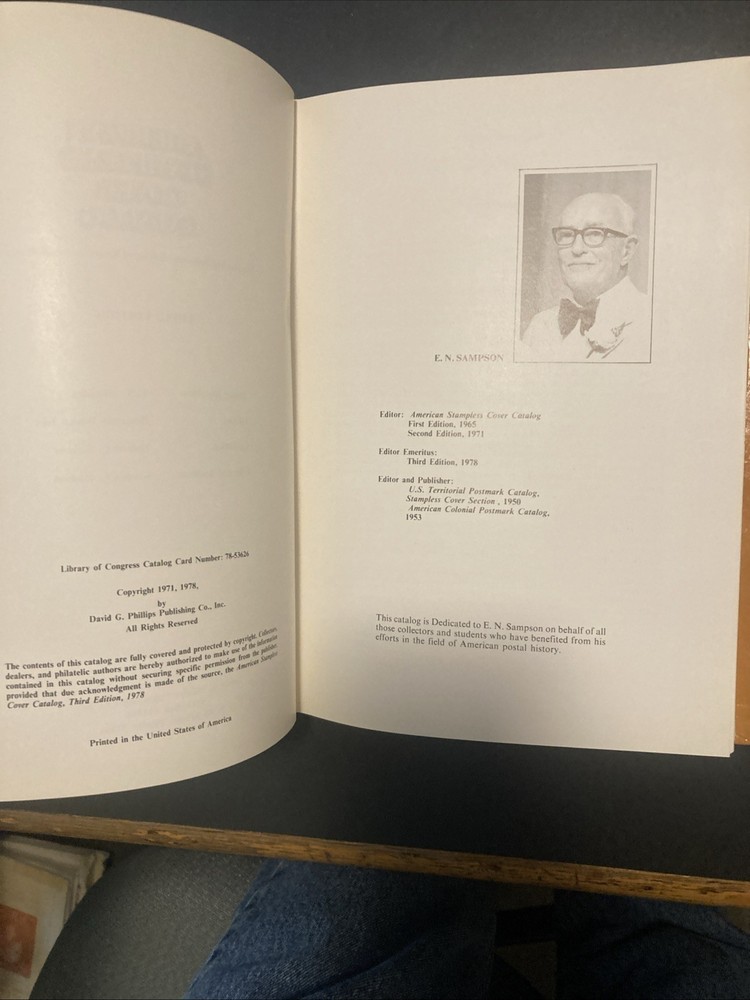 Library of Congress Catalog Card Number: 78-53626
Copyright 1971, 1978,
by
David G. Phillips Publishing Co., Inc.
All Rights Reserved
The contents of this catalog are fully covered and protected by copyright. Collectors,
dealers, and philatelic authors are hereby authorized to make use of the information
contained in this catalog without securing specific permission from the publisher,
provided that due acknowledgment is made of the source, the American Stampless
Cover Catalog, Third Edition, 1978
Printed in the United States of America
E. N. SAMPSON
Editor: American Stampless Cover Catalog
First Edition, 1965
Second Edition, 1971
Editor Emeritus:
Third Edition, 1978
Editor and Publisher:
U.S. Territorial Postmark Catalog,
Stampless Cover Section , 1950
American Colonial Postmark Catalog,
1953
This catalog is Dedicated to E. N. Sampson on behalf of all
those collectors and students who have benefited from his
efforts in the field of American postal history.